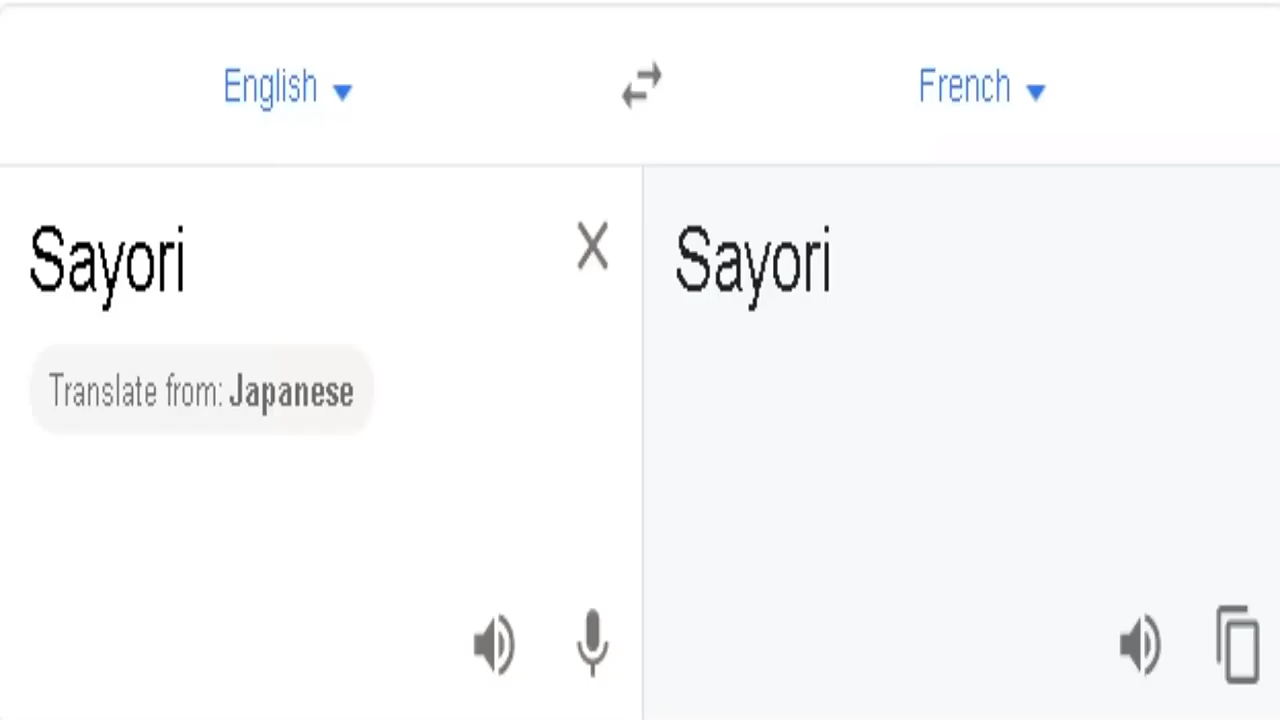 English
French
Sayori
Sayori
Translate from: Japanese